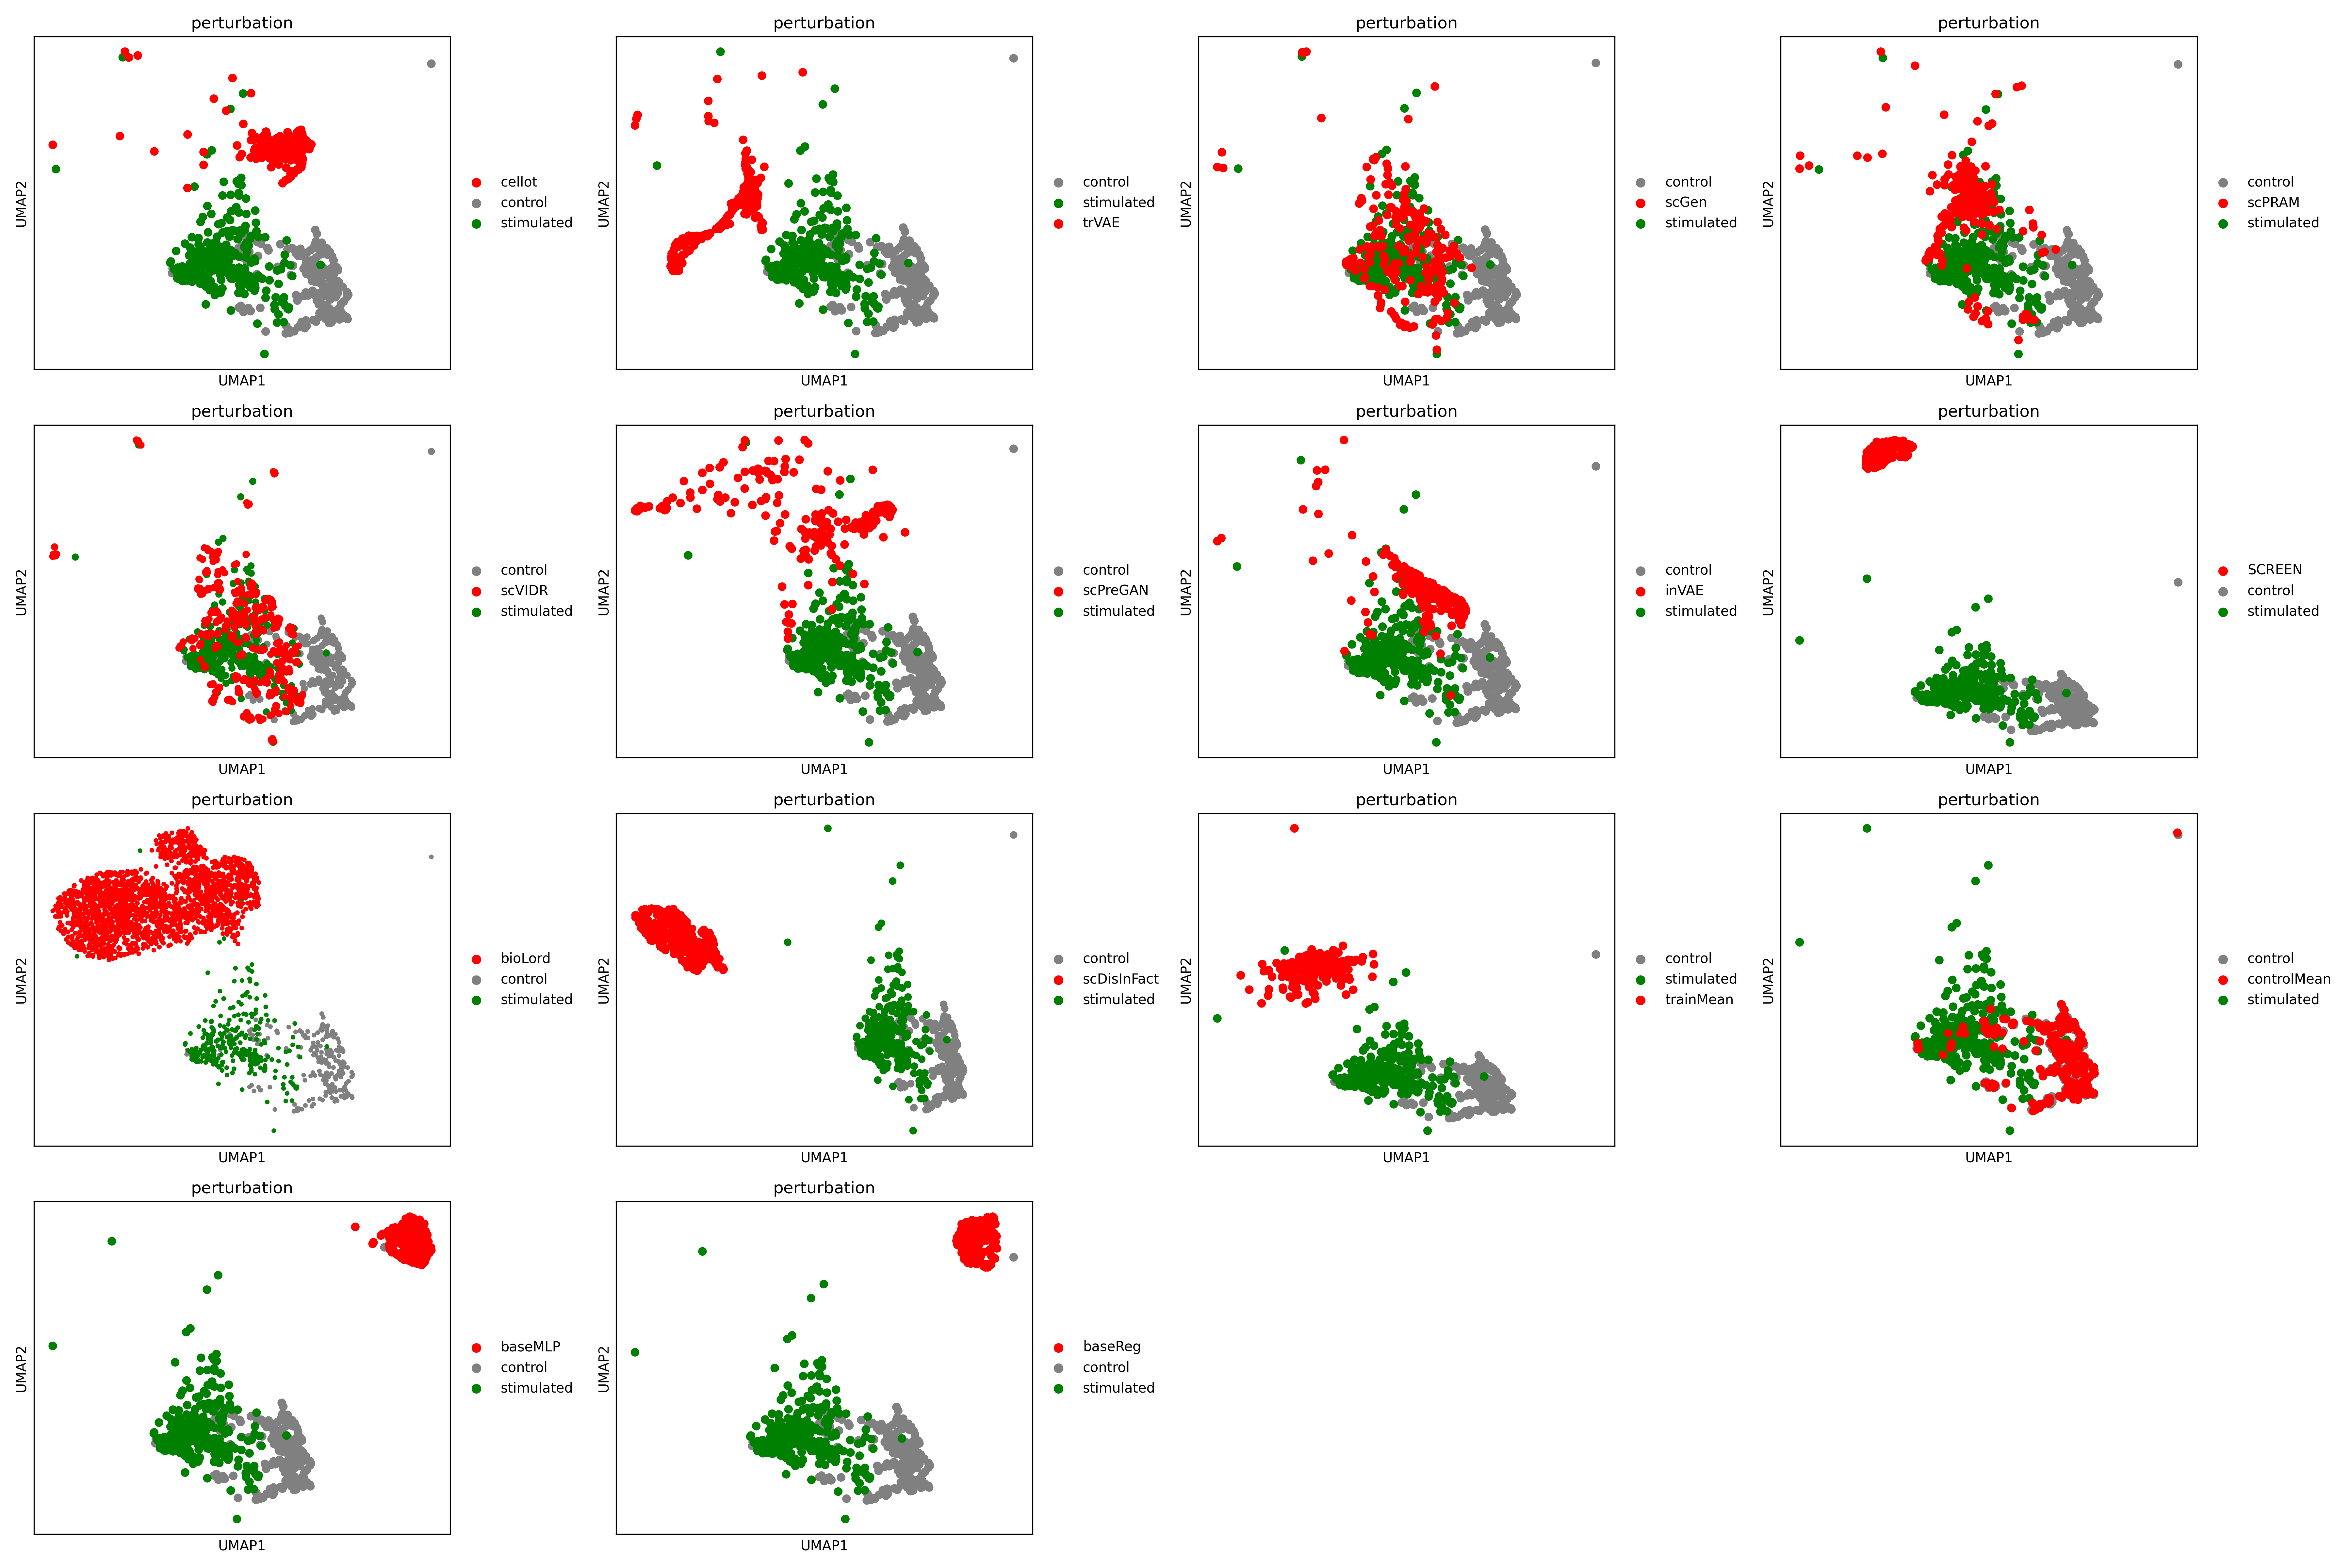 perturbation
UMAP2
UMAP1
cellot
control
stimulated
perturbation
UMAP2
UMAP1
control
stimulated
trVAE
perturbation
UMAP2
UMAP1
control
scGen
stimulated
perturbation
UMAP2
UMAP1
control
scPRAM
stimulated
perturbation
UMAP2
UMAP1
control
scVIDR
stimulated
perturbation
UMAP2
UMAP1
control
scPreGAN
stimulated
perturbation
UMAP2
UMAP1
control
inVAE
stimulated
perturbation
UMAP2
UMAP1
SCREEN
control
stimulated
perturbation
UMAP2
UMAP1
bioLord
control
stimulated
perturbation
UMAP2
UMAP1
control
scDisInFact
stimulated
perturbation
UMAP2
UMAP1
control
stimulated
trainMean
perturbation
UMAP2
UMAP1
control
controlMean
stimulated
perturbation
UMAP2
UMAP1
baseMLP
control
stimulated
perturbation
UMAP2
UMAP1
baseReg
control
stimulated